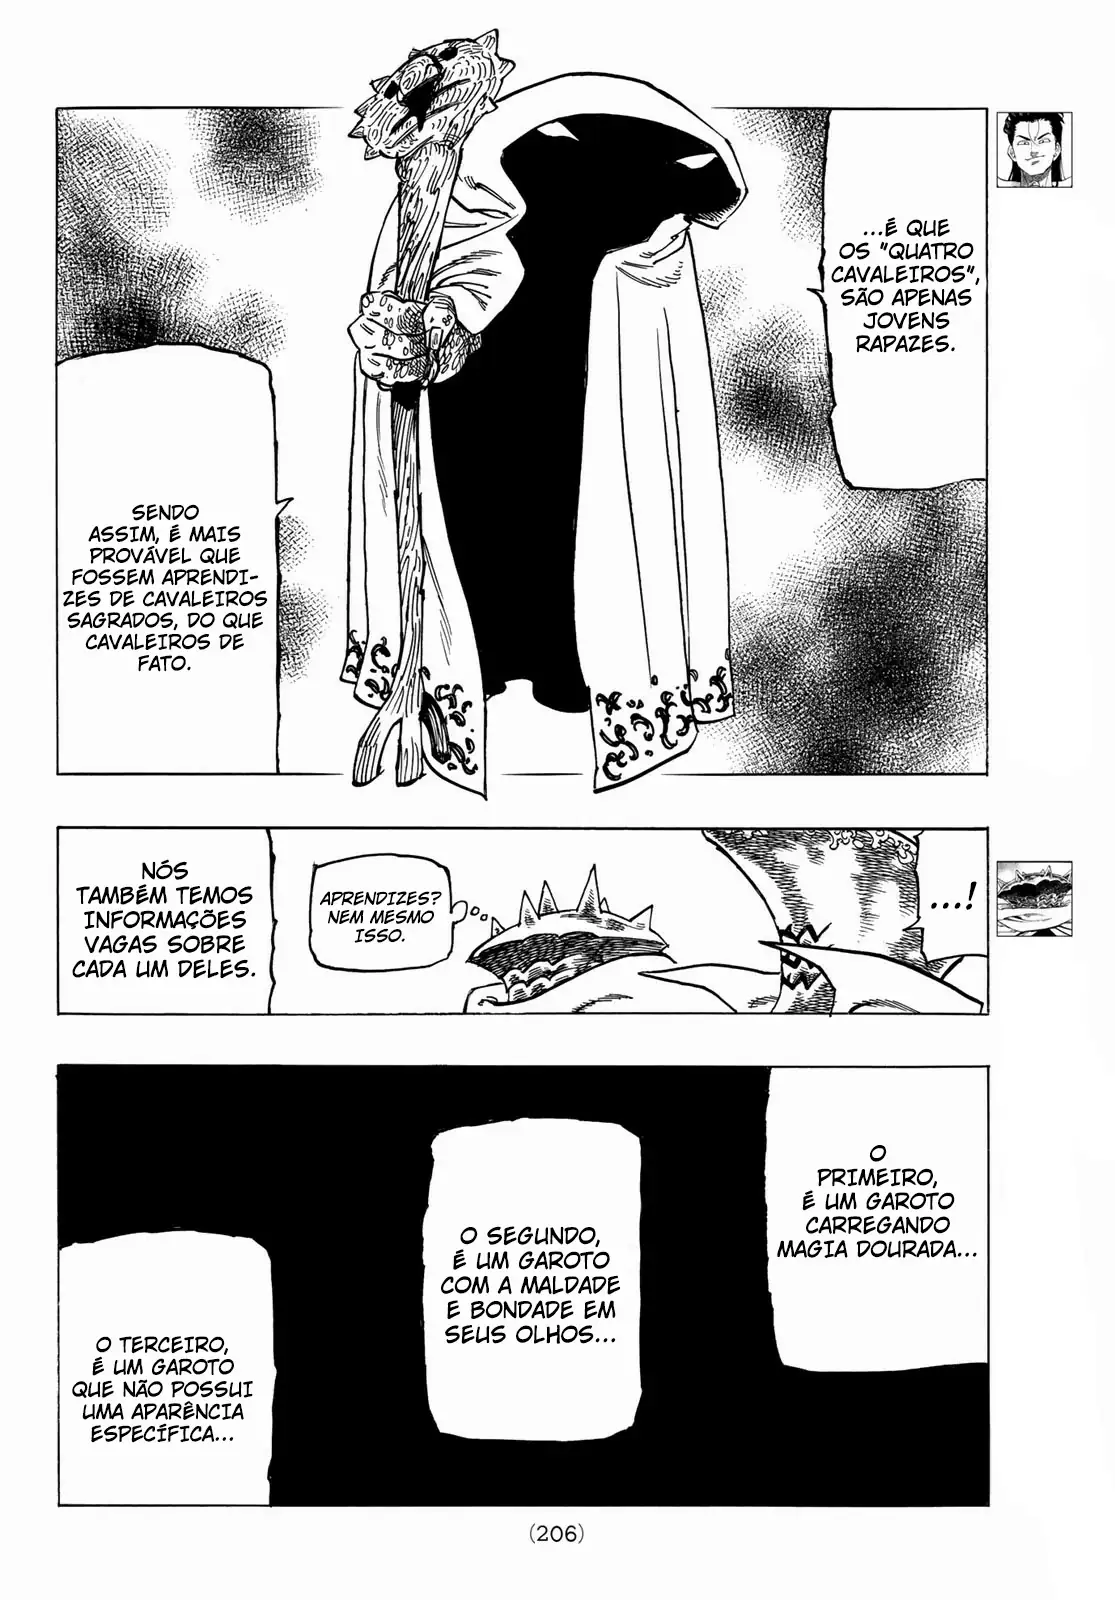 ...É QUE
OS "QUATRO
CAVALEIROS",
SÃO APENAS
JOVENS
RAPAZES.
SENDO
ASSIM, É MAIS
PROVÁVEL QUE
FOSSEM APRENDI-
ZES DE CAVALEIROS
SAGRADOS, DO QUE
CAVALEIROS DE
FATO.
...!
APRENDIZES?
NEM MESMO
ISSO.
NÓS
TAMBÉM TEMOS
INFORMAÇÕES
VAGAS SOBRE
CADA UM DELES.
O
PRIMEIRO,
É UM GAROTO
CARREGANDO
MAGIA DOURADA...
O SEGUNDO,
É UM GAROTO
COM A MALDADE
E BONDADE EM
SEUS OLHOS...
O TERCEIRO,
É UM GAROTO
QUE NÃO POSSUI
UMA APARÊNCIA
ESPECÍFICA...
(206)